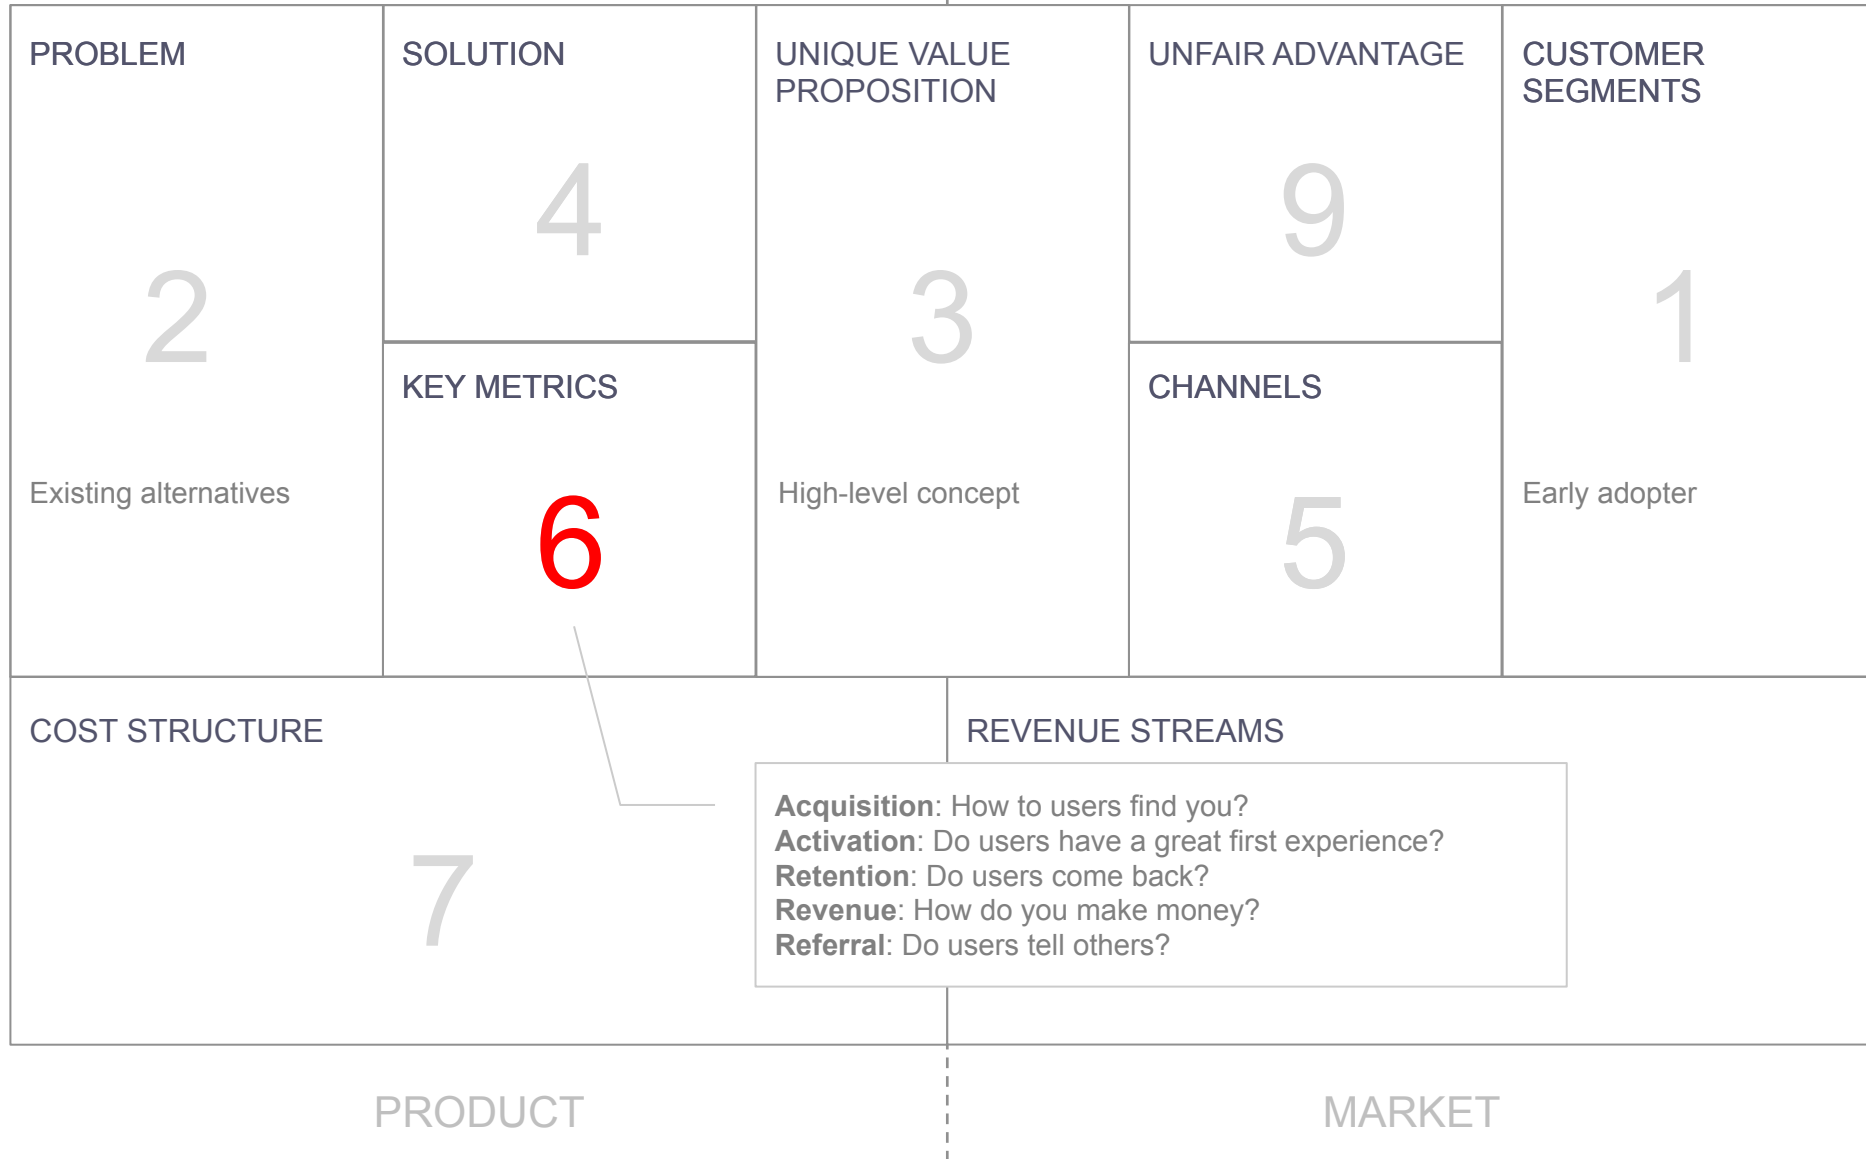 PROBLEM
2
Existing alternatives
SOLUTION
4
KEY METRICS
6
UNIQUE VALUE
PROPOSITION
3
High-level concept
UNFAIR ADVANTAGE
9
CHANNELS
5
CUSTOMER
SEGMENTS
1
Early adopter
COST STRUCTURE
7
REVENUE STREAMS
Acquisition: How to users find you?
Activation: Do users have a great first experience?
Retention: Do users come back?
Revenue: How do you make money?
Referral: Do users tell others?
PRODUCT
MARKET